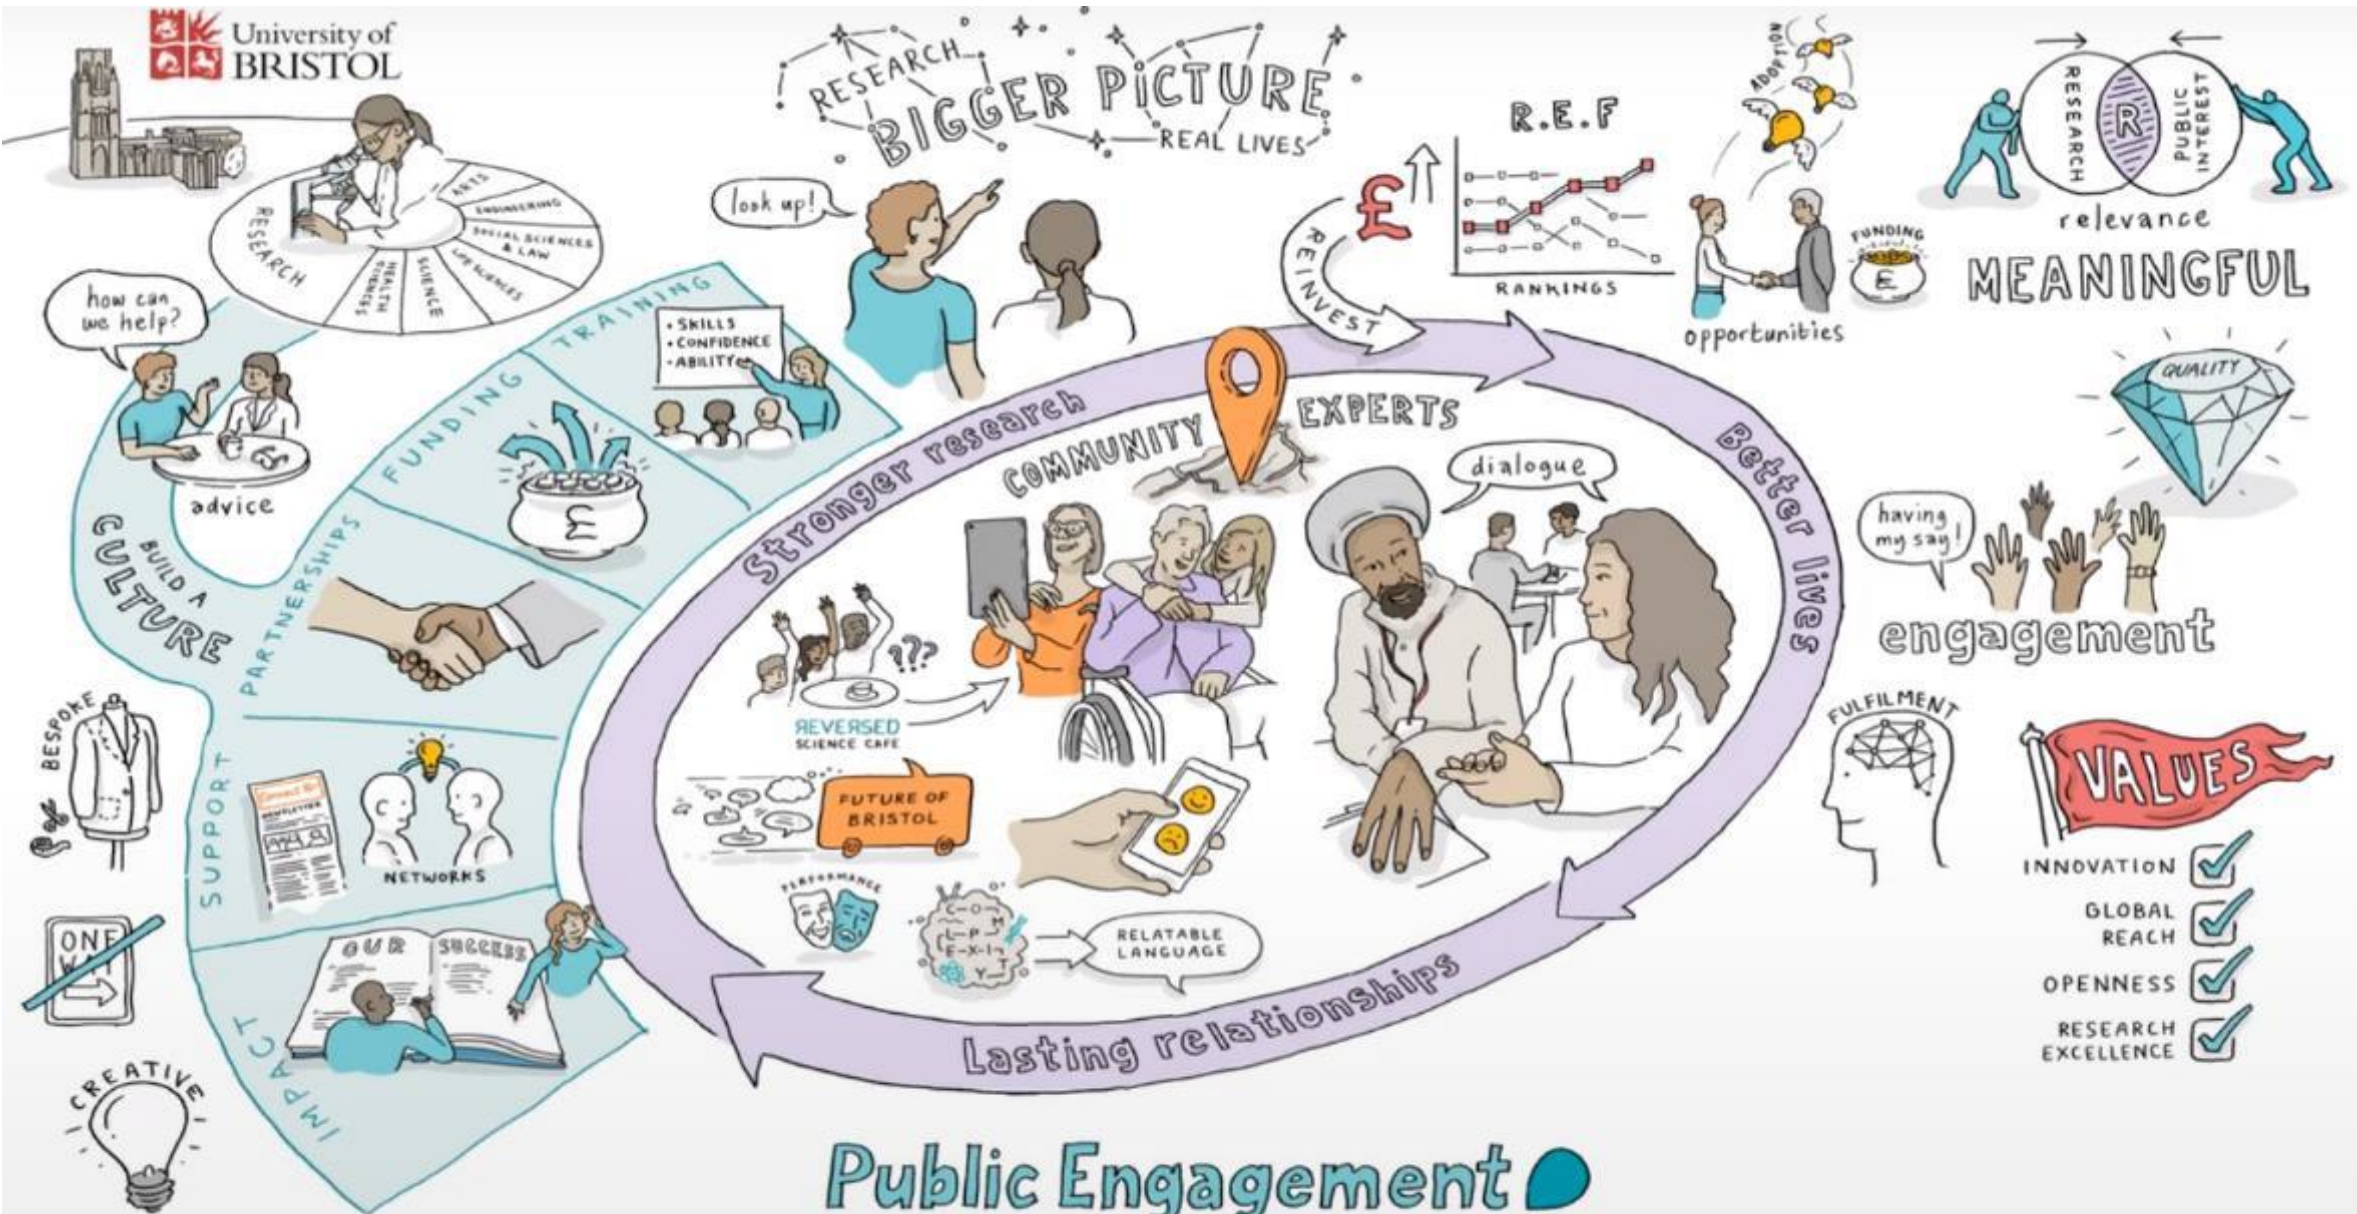 University of
BRISTOL
RESEARCH
ARTS
ENGINEERING
SOCIAL SCIENCES
& LAW
LIFE SCIENCES
SCIENCE
HEALTH
SCIENCES
how can
we help?
advice
BUILD A
CULTURE
TRAINING
• SKILLS
• CONFIDENCE
• ABILITY
FUNDING
£
PARTNERSHIPS
SUPPORT
NEWSLETTER
NETWORKS
IMPACT
OUR SUCCESS
BESPOKE
ONE
WAY
CREATIVE
RESEARCH
BIGGER PICTURE
REAL LIVES
look up!
REINVEST
£
R.E.F
RANKINGS
ADOPTION
opportunities
FUNDING
£
RESEARCH
R
PUBLIC
INTEREST
relevance
MEANINGFUL
QUALITY
having
my say!
engagement
FULFILMENT
VALUES
INNOVATION
GLOBAL
REACH
OPENNESS
RESEARCH
EXCELLENCE
Stronger research
Better lives
Lasting relationships
COMMUNITY EXPERTS
dialogue
???
REVERSED
SCIENCE CAFE
FUTURE OF
BRISTOL
PERFORMANCE
C-O-M
L-P
E-X-I
T
Y
RELATABLE
LANGUAGE
Public Engagement